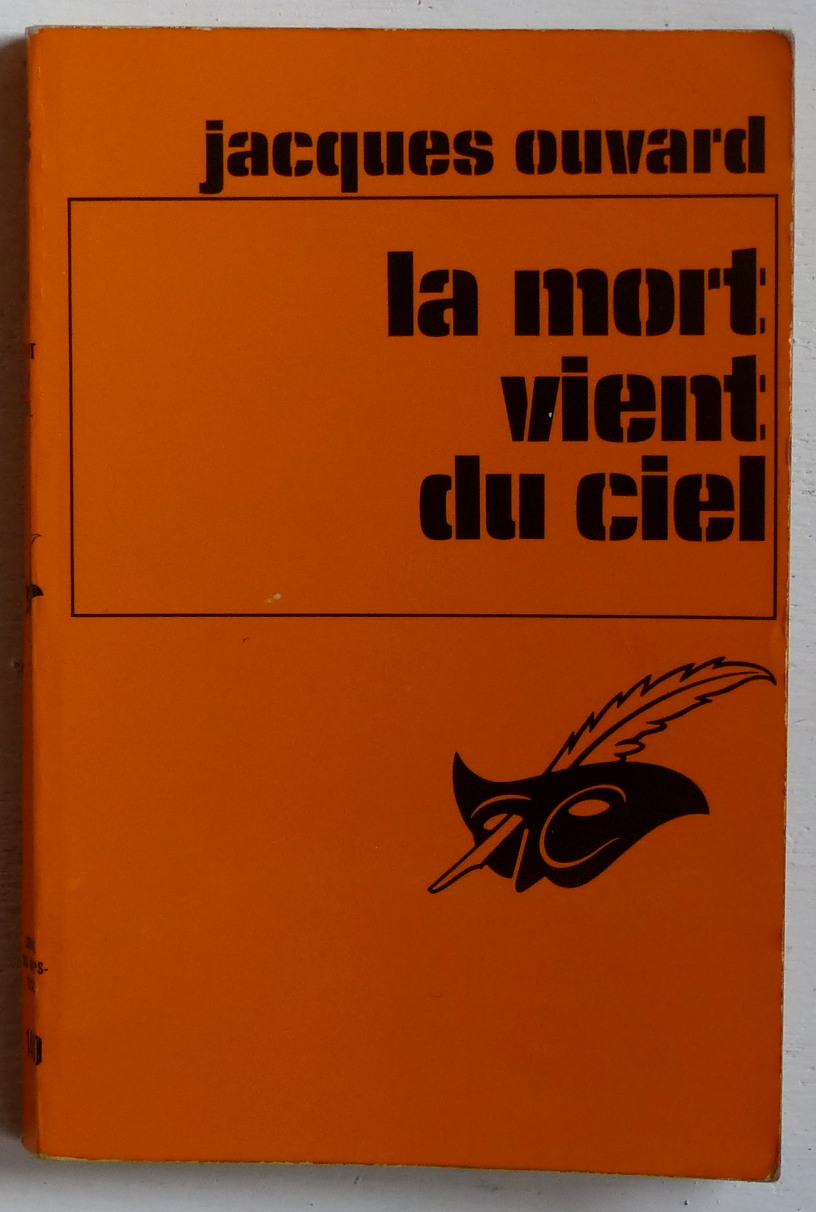 jacques ouvard
la mort
vient
du ciel